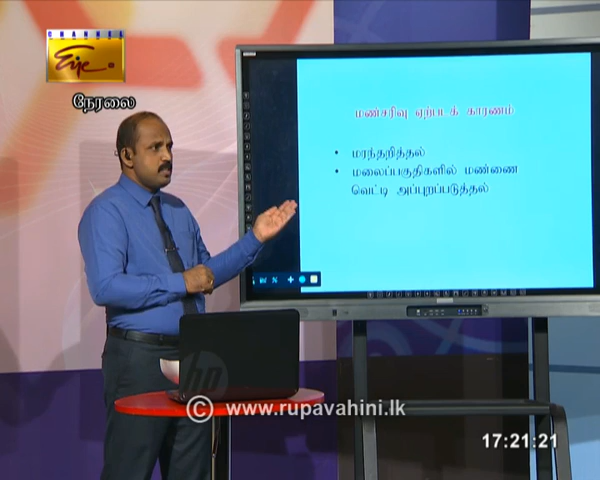 CHANNEL
Eye
நேரலை
மண்சரிவு ஏற்படக் காரணம்
• மரந்தறித்தல்
• மலைப்பகுதிகளில் மண்ணை
வெட்டி அப்புறப்படுத்தல்
hp
© www.rupavahini.lk
17:21:21